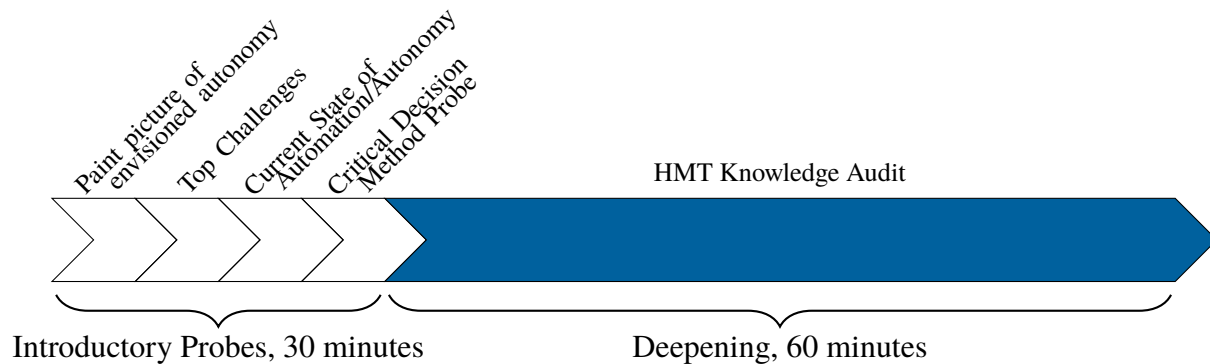 Paint picture of
envisioned autonomy
Top Challenges
Current State of
Automation/Autonomy
Critical Decision
Method Probe
HMT Knowledge Audit
Introductory Probes, 30 minutes
Deepening, 60 minutes